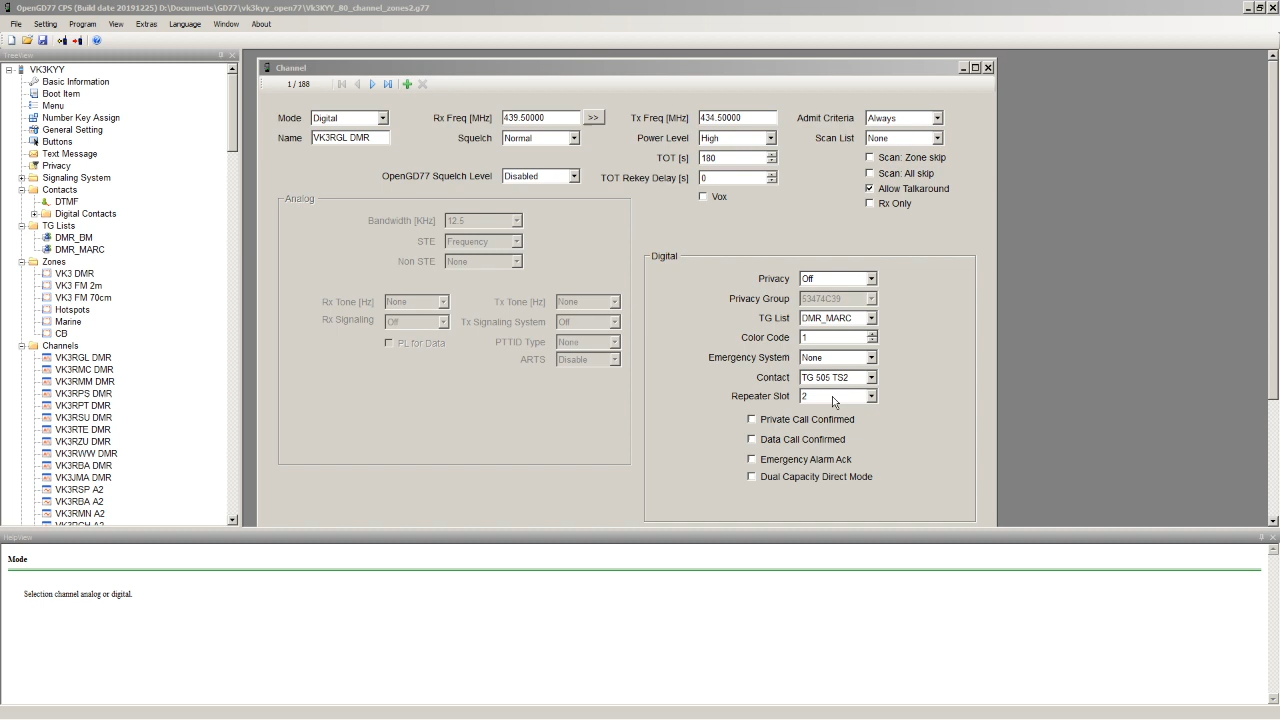 OpenGD77 CPS (Build date 20191225) D:\Documents\GD77\vk3kyy_open77\Vk3KYY_80_channel_zones2.g77
File Setting Program View Extras Language Window About
TreeView
VK3KYY
Basic Information
Boot Item
Menu
Number Key Assign
General Setting
Buttons
Text Message
Privacy
Signaling System
Contacts
DTMF
Digital Contacts
TG Lists
DMR_BM
DMR_MARC
Zones
VK3 DMR
VK3 FM 2m
VK3 FM 70cm
Hotspots
Marine
CB
Channels
VK3RGL DMR
VK3RMC DMR
VK3RMM DMR
VK3RPS DMR
VK3RPT DMR
VK3RSU DMR
VK3RTE DMR
VK3RZU DMR
VK3RWW DMR
VK3RBA DMR
VK3JMA DMR
VK3RSP A2
VK3RBA A2
VK3RMN A2
VK3RGH A2
Channel
1 / 188
Mode Digital Rx Freq [MHz] 439.50000 >> Tx Freq [MHz] 434.50000 Admit Criteria Always
Name VK3RGL DMR Squelch Normal Power Level High Scan List None
TOT [s] 180 Scan: Zone skip
OpenGD77 Squelch Level Disabled TOT Rekey Delay [s] 0 Scan: All skip
Vox Allow Talkaround
Rx Only
Analog
Bandwidth [KHz] 12.5
STE Frequency
Non STE None
Rx Tone [Hz] None Tx Tone [Hz] None
Rx Signaling Off Tx Signaling System Off
PL for Data PTTID Type None
ARTS Disable
Digital
Privacy Off
Privacy Group 53474C39
TG List DMR_MARC
Color Code 1
Emergency System None
Contact TG 505 TS2
Repeater Slot 2
Private Call Confirmed
Data Call Confirmed
Emergency Alarm Ack
Dual Capacity Direct Mode
HelpView
Mode
Selection channel analog or digital.